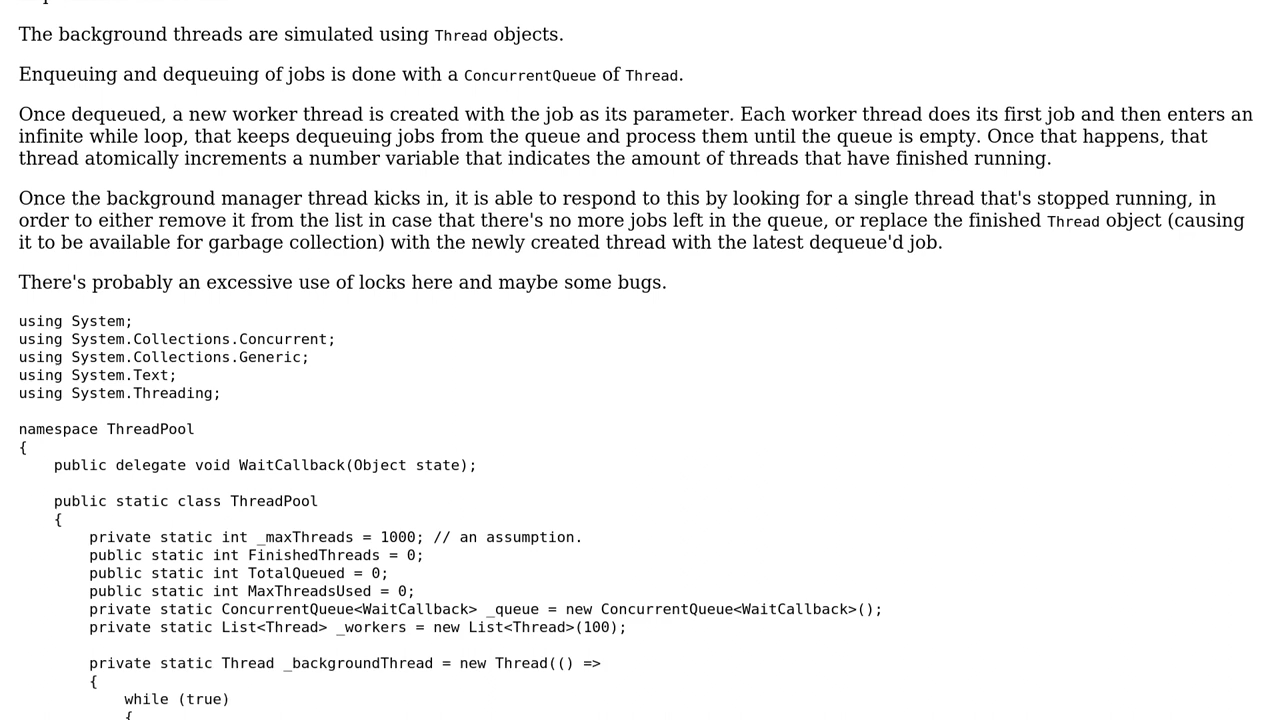 The background threads are simulated using Thread objects.
Enqueuing and dequeuing of jobs is done with a ConcurrentQueue of Thread.
Once dequeued, a new worker thread is created with the job as its parameter. Each worker thread does its first job and then enters an
infinite while loop, that keeps dequeuing jobs from the queue and process them until the queue is empty. Once that happens, that
thread atomically increments a number variable that indicates the amount of threads that have finished running.
Once the background manager thread kicks in, it is able to respond to this by looking for a single thread that's stopped running, in
order to either remove it from the list in case that there's no more jobs left in the queue, or replace the finished Thread object (causing
it to be available for garbage collection) with the newly created thread with the latest dequeue'd job.
There's probably an excessive use of locks here and maybe some bugs.
using System;
using System.Collections.Concurrent;
using System.Collections.Generic;
using System.Text;
using System.Threading;
namespace ThreadPool
{
    public delegate void WaitCallback(Object state);
    public static class ThreadPool
    {
        private static int _maxThreads = 1000; // an assumption.
        public static int FinishedThreads = 0;
        public static int TotalQueued = 0;
        public static int MaxThreadsUsed = 0;
        private static ConcurrentQueue<WaitCallback> _queue = new ConcurrentQueue<WaitCallback>();
        private static List<Thread> _workers = new List<Thread>(100);
        private static Thread _backgroundThread = new Thread(() =>
        {
            while (true)
            {